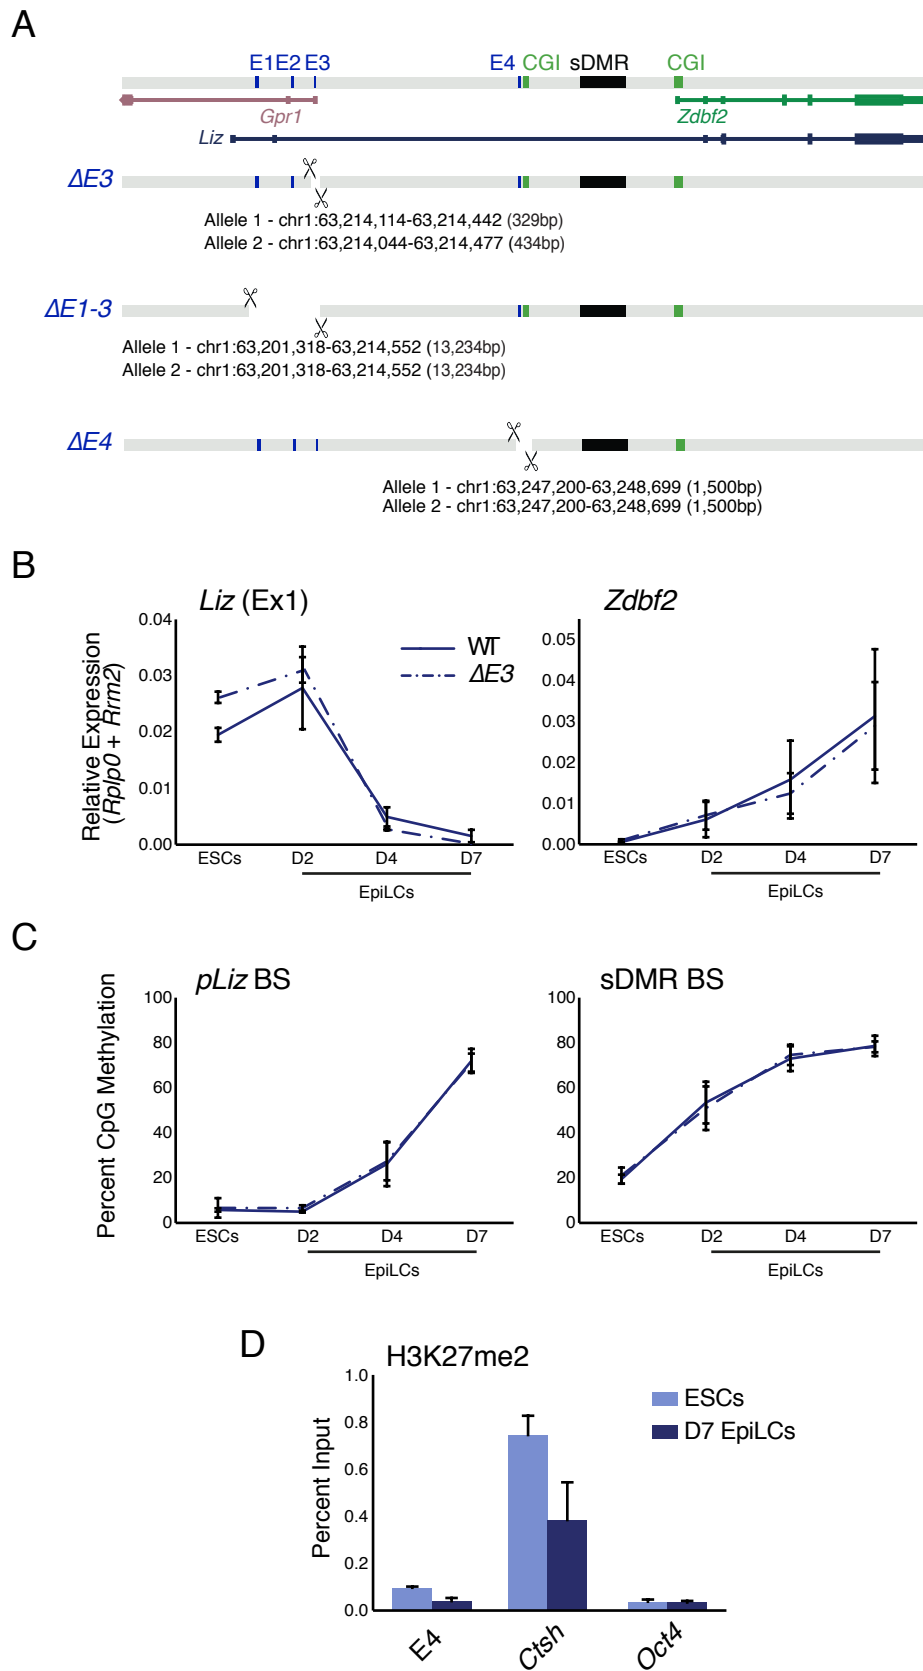 A
E1E2 E3 E4 CGI sDMR CGI
Gpr1 Zdbf2
Liz
ΔE3
Allele 1 - chr1:63,214,114-63,214,442 (329bp)
Allele 2 - chr1:63,214,044-63,214,477 (434bp)
ΔE1-3
Allele 1 - chr1:63,201,318-63,214,552 (13,234bp)
Allele 2 - chr1:63,201,318-63,214,552 (13,234bp)
ΔE4
Allele 1 - chr1:63,247,200-63,248,699 (1,500bp)
Allele 2 - chr1:63,247,200-63,248,699 (1,500bp)
B
Liz (Ex1)
Relative Expression
(Rplp0 + Rrm2)
0.04
0.03
0.02
0.01
0.00
ESCs D2 D4 D7
EpiLCs
WT
ΔE3
Zdbf2
0.05
0.04
0.03
0.02
0.01
0.00
ESCs D2 D4 D7
EpiLCs
C
pLiz BS
Percent CpG Methylation
100
80
60
40
20
0
ESCs D2 D4 D7
EpiLCs
sDMR BS
100
80
60
40
20
0
ESCs D2 D4 D7
EpiLCs
D
H3K27me2
Percent Input
1.0
0.8
0.6
0.4
0.2
0.0
E4 Ctsh Oct4
ESCs
D7 EpiLCs